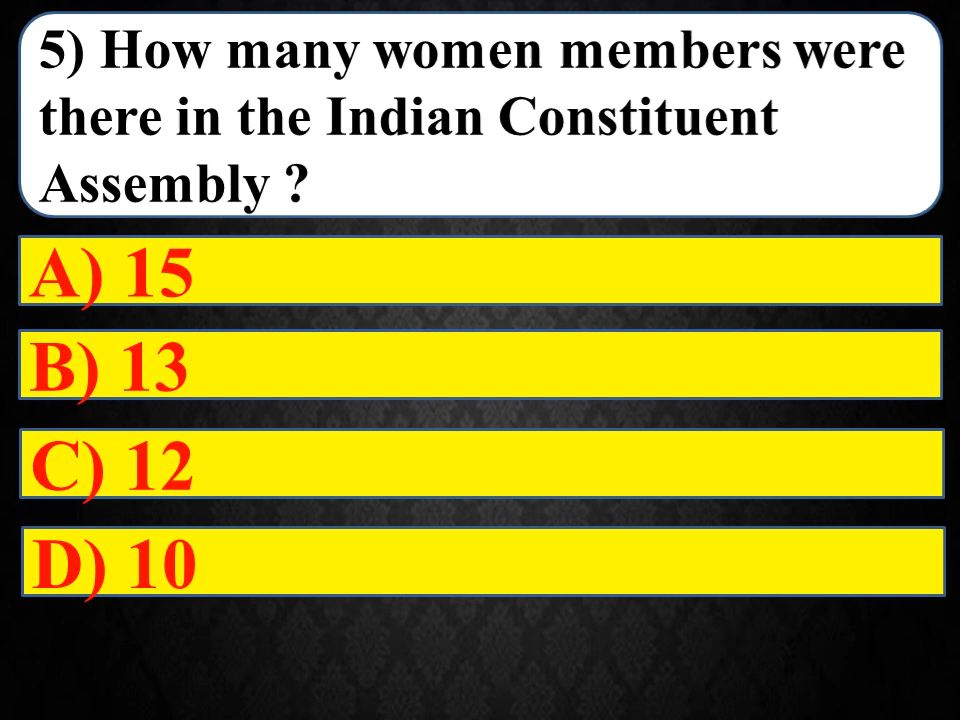 5) How many women members were
there in the Indian Constituent
Assembly ?
A) 15
B) 13
C) 12
D) 10